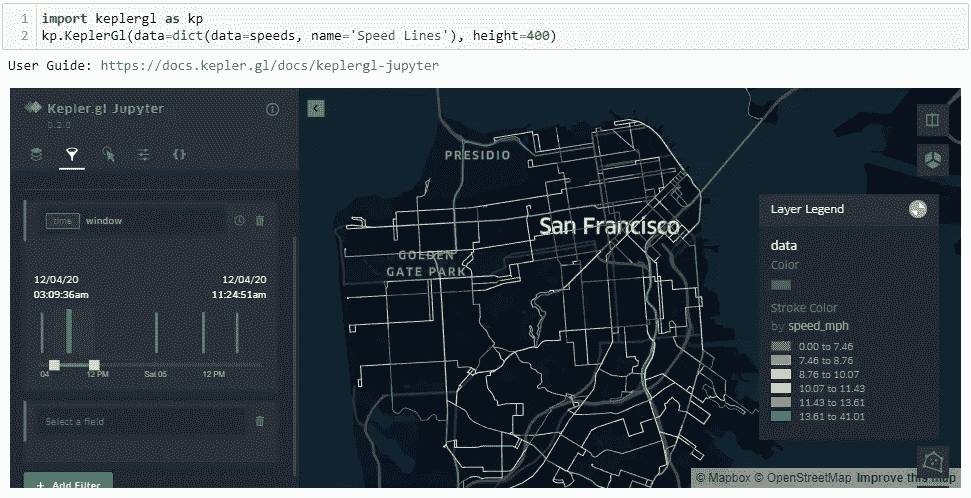 1 import keplergl as kp
2 kp.KeplerGl(data=dict(data=speeds, name='Speed Lines'), height=400)
User Guide: https://docs.kepler.gl/docs/keplergl-jupyter
Kepler.gl Jupyter
0.2.0
time window
12/04/20 12/04/20
03:09:36am 11:24:51am
04 12 PM Sat 05 12 PM
Select a field
+ Add Filter
PRESIDIO
San Francisco
GOLDEN
GATE PARK
Layer Legend
data
Color
Stroke Color
by speed_mph
0.00 to 7.46
7.46 to 8.76
8.76 to 10.07
10.07 to 11.43
11.43 to 13.61
13.61 to 41.01
© Mapbox © OpenStreetMap Improve this map